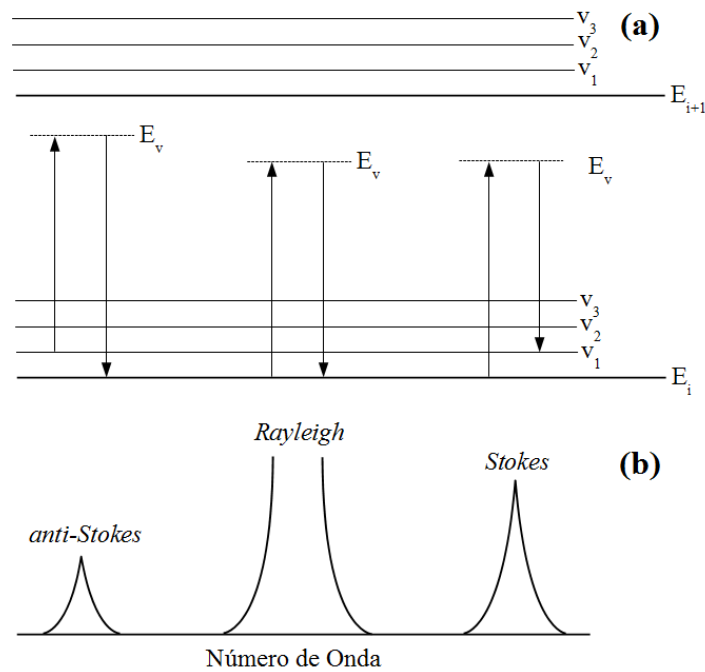 v₃
(a)
v₂
v₁
Eᵢ₊₁
Eᵥ
Eᵥ
Eᵥ
v₃
v₂
v₁
Eᵢ
Rayleigh
(b)
Stokes
anti-Stokes
Número de Onda